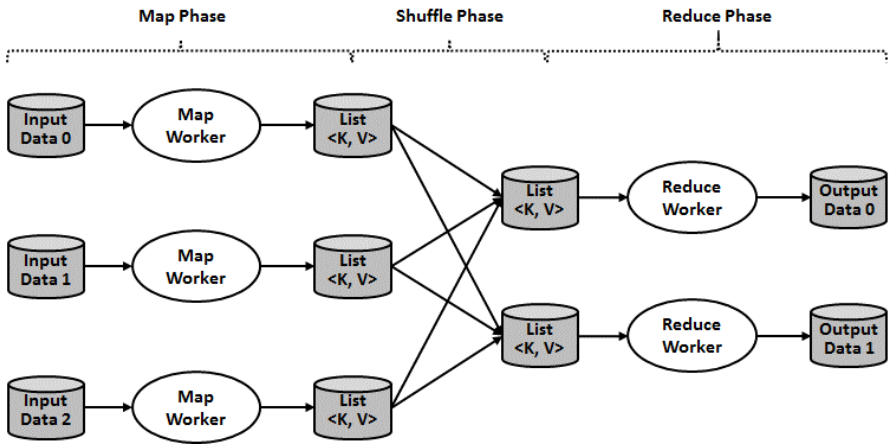 Map Phase
Shuffle Phase
Reduce Phase
Input
Data 0
Map
Worker
List
<K, V>
Input
Data 1
Map
Worker
List
<K, V>
Input
Data 2
Map
Worker
List
<K, V>
List
<K, V>
Reduce
Worker
Output
Data 0
List
<K, V>
Reduce
Worker
Output
Data 1